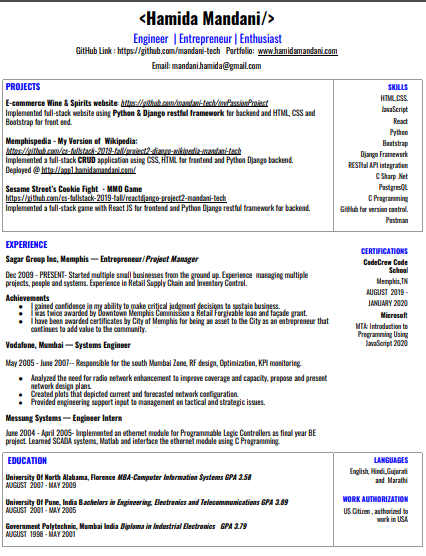 <Hamida Mandani/>
Engineer | Entrepreneur | Enthusiast
GitHub Link : https://github.com/mandani-tech Portfolio: www.hamidamandani.com
Email: mandani.hamida@gmail.com
PROJECTS
E-commerce Wine & Spirits website: https://github.com/mandani-tech/myPassionProject
Implemented full-stack website using Python & Django restful framework for backend and HTML, CSS and
Bootstrap for front end.
Memphispedia - My Version of Wikipedia:
https://github.com/cs-fullstack-2019-fall/project2-django-wikipedia-mandani-tech
Implemented a full-stack CRUD application using CSS, HTML for frontend and Python Django backend.
Deployed @ http://app1.hamidamandani.com/
Sesame Street's Cookie Fight - MMO Game
https://github.com/cs-fullstack-2019-fall/reactdjango-project2-mandani-tech
Implemented a full-stack game with React JS for frontend and Python Django restful framework for backend.
SKILLS
HTML,CSS.
JavaScript
React
Python
Bootstrap
Django Framework
RESTful API integration
C Sharp .Net
PostgresQL
C Programming
GitHub for version control.
Postman
EXPERIENCE
Sagar Group Inc, Memphis — Entrepreneur/Project Manager
Dec 2009 - PRESENT- Started multiple small businesses from the ground up. Experience managing multiple
projects, people and systems. Experience in Retail Supply Chain and Inventory Control.
Achievements
● I gained confidence in my ability to make critical judgment decisions to sustain business.
● I was twice awarded by Downtown Memphis Commission a Retail Forgivable loan and façade grant.
● I have been awarded certificates by City of Memphis for being an asset to the City as an entrepreneur that
continues to add value to the community.
Vodafone, Mumbai — Systems Engineer
May 2005 - June 2007-- Responsible for the south Mumbai Zone, RF design, Optimization, KPI monitoring.
● Analyzed the need for radio network enhancement to improve coverage and capacity, propose and present
network design plans.
● Created plots that depicted current and forecasted network configuration.
● Provided engineering support input to management on tactical and strategic issues.
Messung Systems — Engineer Intern
June 2004 - April 2005- Implemented an ethernet module for Programmable Logic Controllers as final year BE
project. Learned SCADA systems, Matlab and interface the ethernet module using C Programming.
CERTIFICATIONS
CodeCrew Code
School
Memphis,TN
AUGUST 2019 -
JANUARY 2020
Microsoft
MTA: Introduction to
Programming Using
JavaScript 2020
EDUCATION
University Of North Alabama, Florence MBA-Computer Information Systems GPA 3.58
AUGUST 2007 - MAY 2009
University Of Pune, India Bachelors in Engineering, Electronics and Telecommunications GPA 3.89
AUGUST 2001 - MAY 2005
Government Polytechnic, Mumbai India Diploma in Industrial Electronics GPA 3.79
AUGUST 1998 - MAY 2001
LANGUAGES
English, Hindi,Gujurati
and Marathi
WORK AUTHORIZATION
US Citizen , authorized to
work in USA